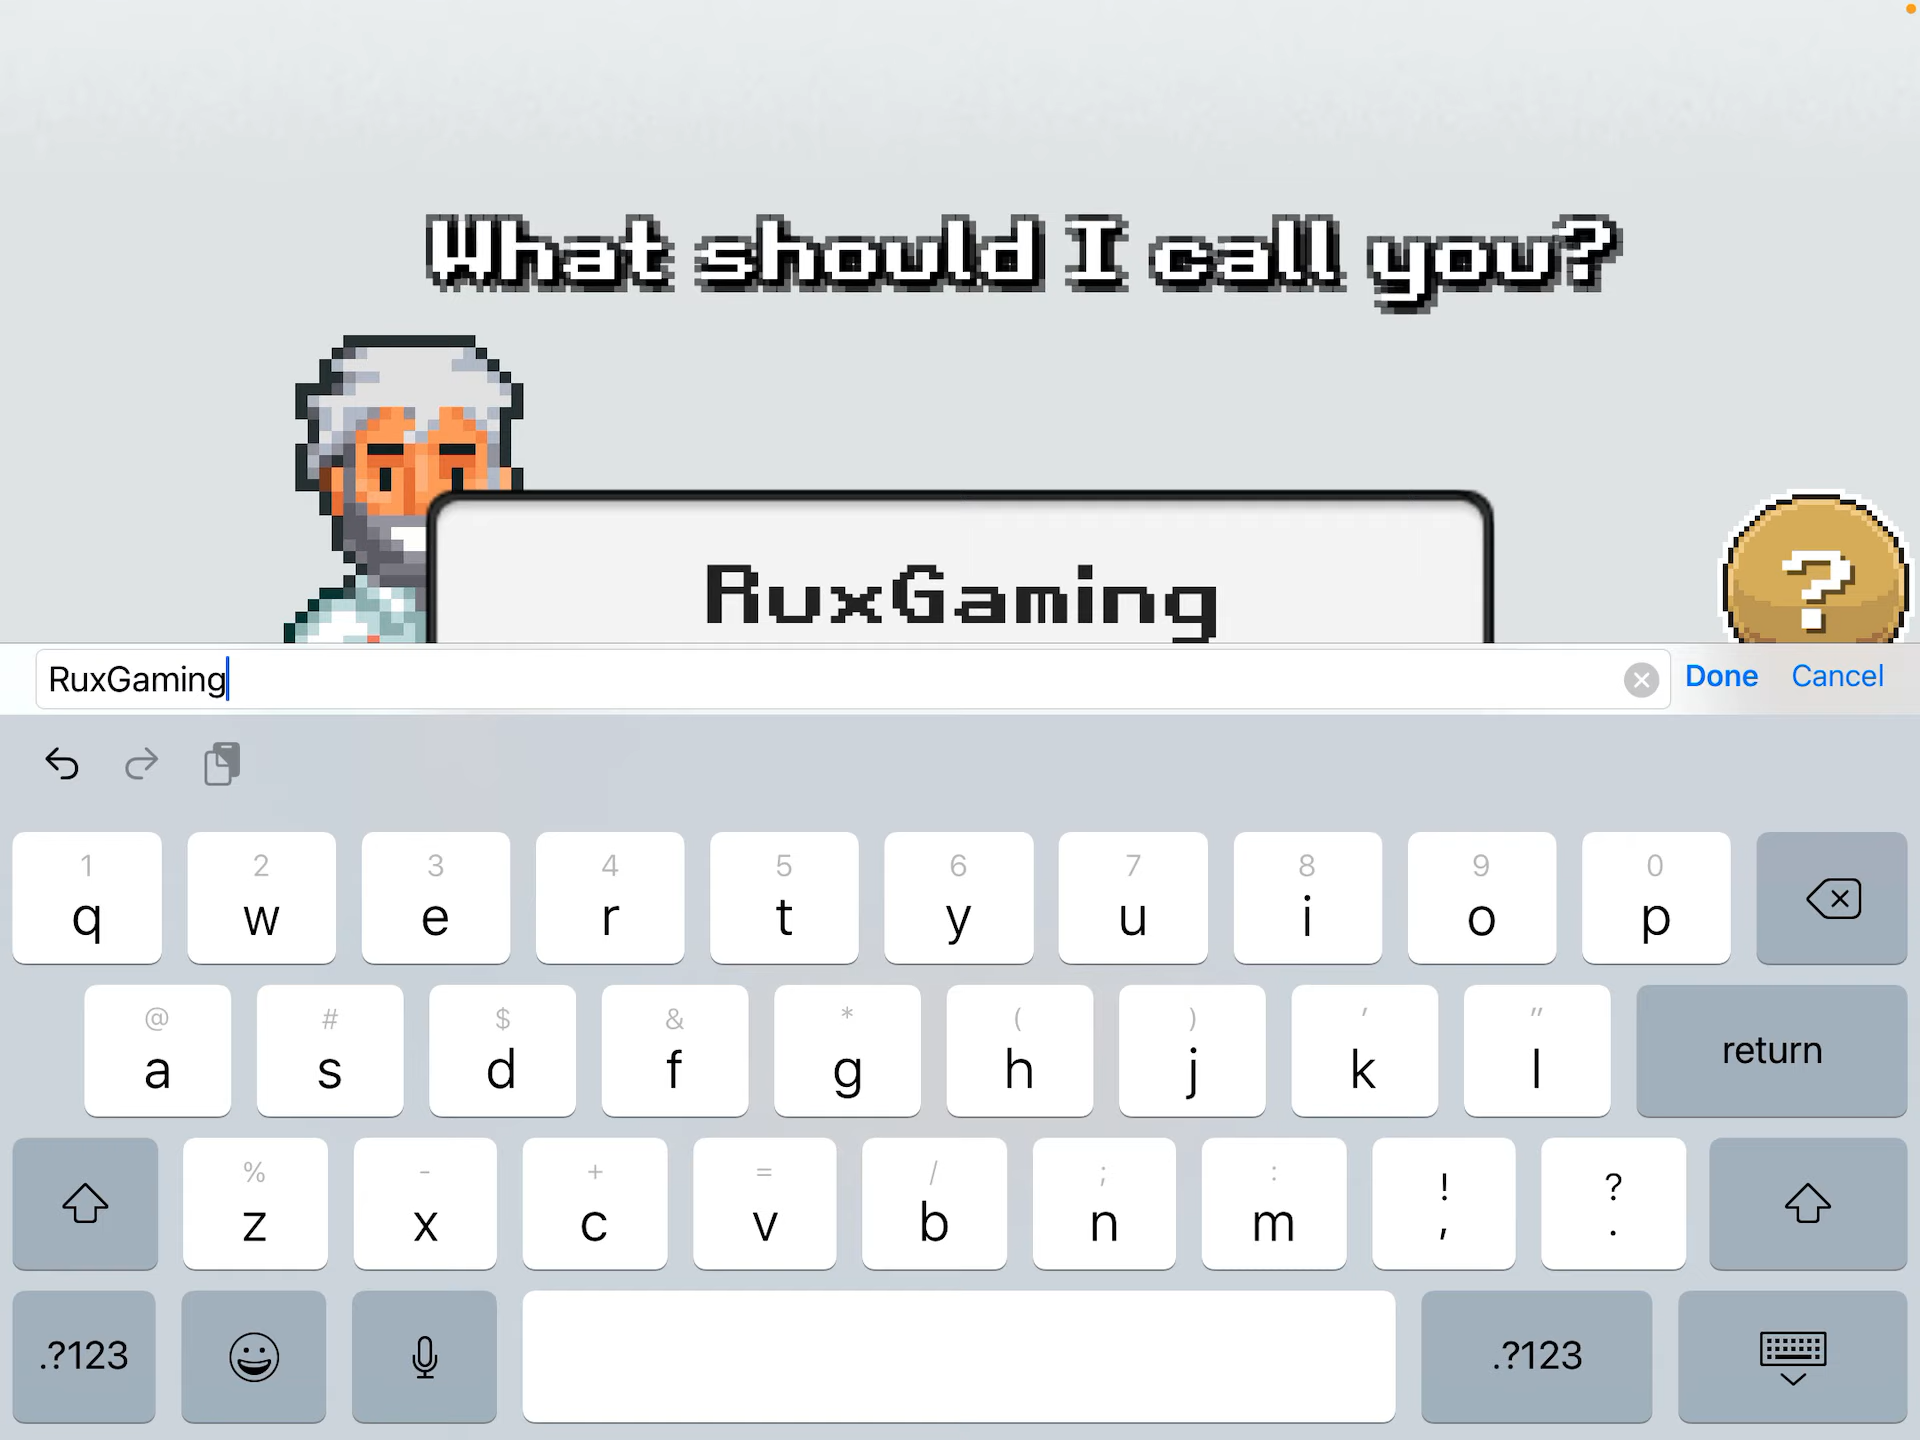 What should I call you?
RuxGaming
?
RuxGaming Done Cancel
1 2 3 4 5 6 7 8 9 0
q w e r t y u i o p
@ # $ & * ( ) ' "
a s d f g h j k l return
% - + = / ; : ! ?
z x c v b n m , .
.?123 .?123